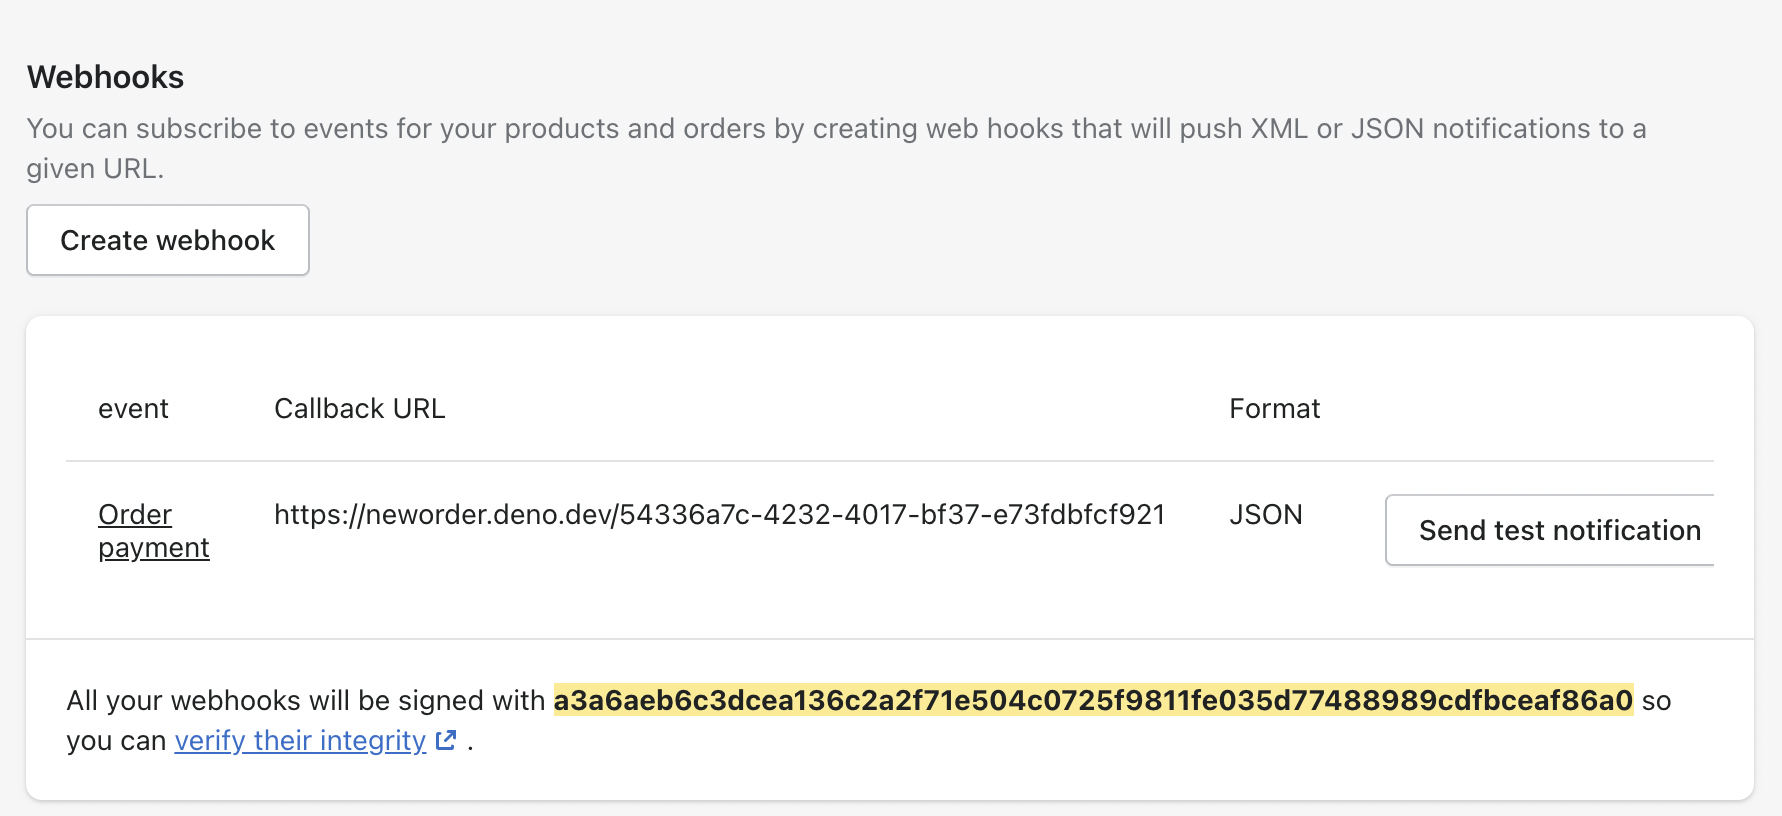 Webhooks
You can subscribe to events for your products and orders by creating web hooks that will push XML or JSON notifications to a
given URL.
Create webhook
event Callback URL Format
Order https://neworder.deno.dev/54336a7c-4232-4017-bf37-e73fdbfcf921 JSON Send test notification
payment
All your webhooks will be signed with a3a6aeb6c3dcea136c2a2f71e504c0725f9811fe035d77488989cdfbceaf86a0 so
you can verify their integrity .